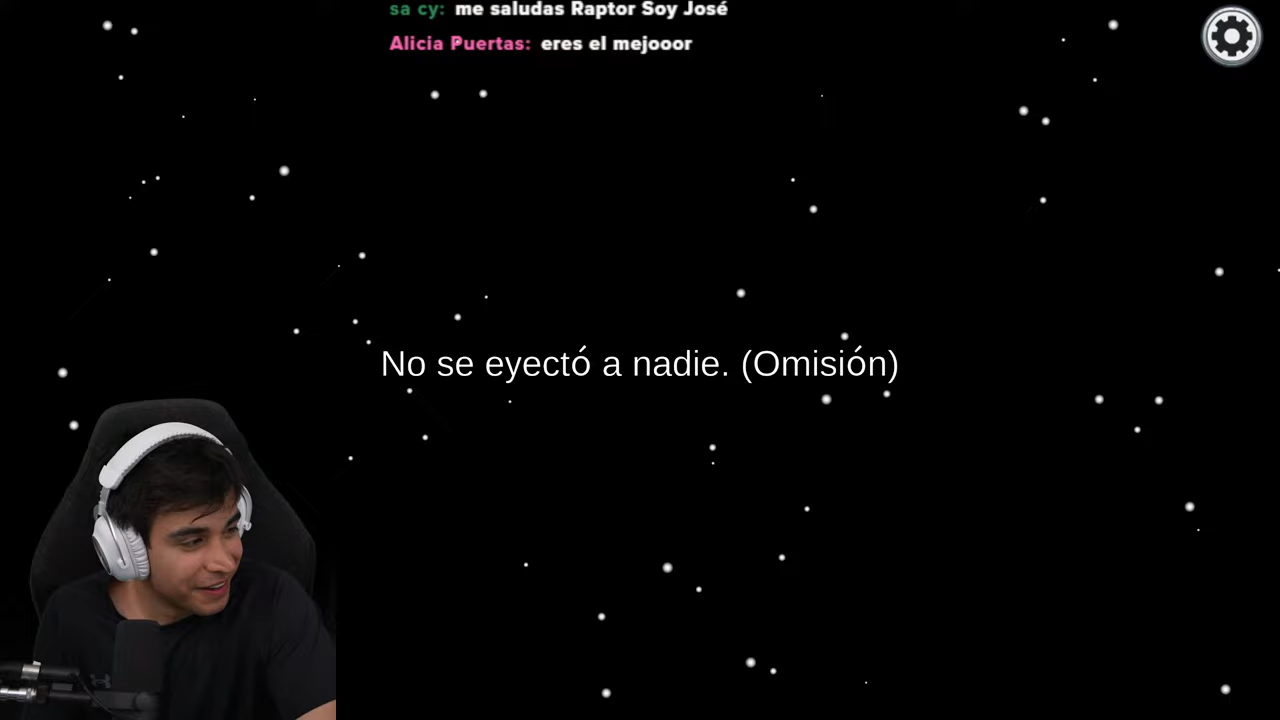 sa cy: me saludas Raptor Soy José
Alicia Puertas: eres el mejooor
No se eyectó a nadie. (Omisión)